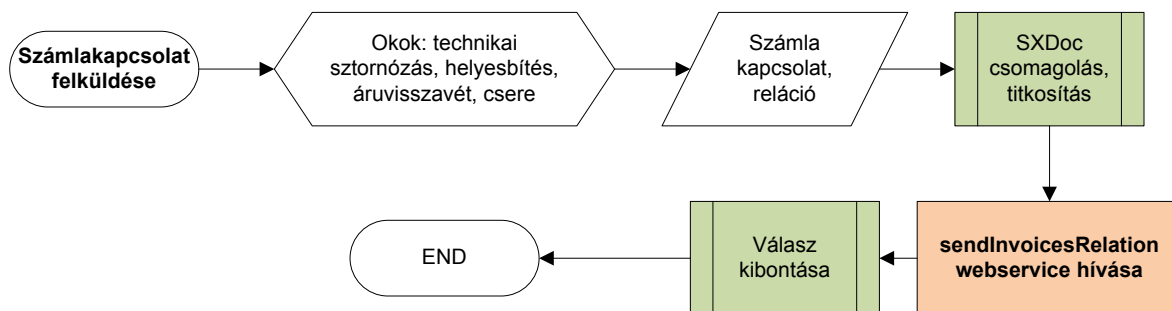 Számlakapcsolat
felküldése
Okok: technikai
sztornózás, helyesbítés,
áruvisszavét, csere
Számla
kapcsolat,
reláció
SXDoc
csomagolás,
titkosítás
sendInvoicesRelation
webservice hívása
Válasz
kibontása
END